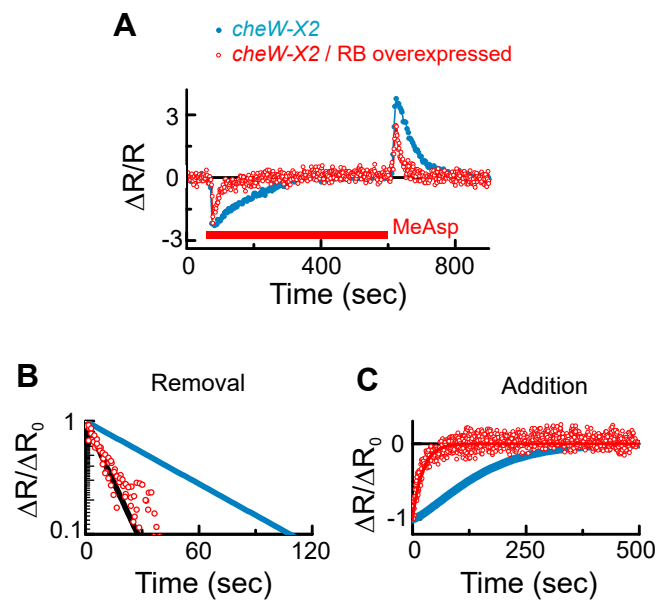 A
cheW-X2
cheW-X2 / RB overexpressed
ΔR/R
3
0
-3
MeAsp
0 400 800
Time (sec)
B Removal
ΔR/ΔR0
1
0.1
0 60 120
Time (sec)
C Addition
ΔR/ΔR0
0
-1
0 250 500
Time (sec)